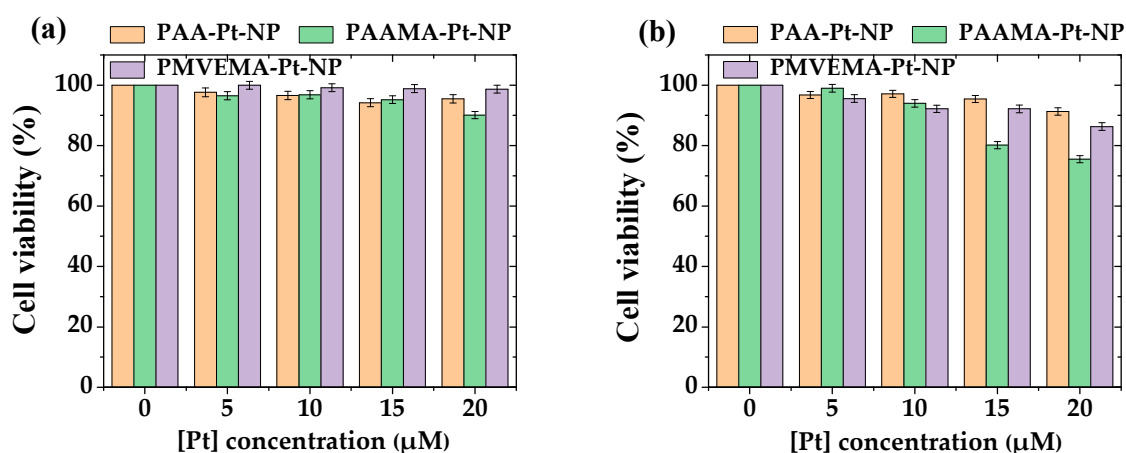 (a)
PAA-Pt-NP PAAMA-Pt-NP
PMVEMA-Pt-NP
Cell viability (%)
100
80
60
40
20
0
0 5 10 15 20
[Pt] concentration (μM)
(b)
PAA-Pt-NP PAAMA-Pt-NP
PMVEMA-Pt-NP
Cell viability (%)
100
80
60
40
20
0
0 5 10 15 20
[Pt] concentration (μM)